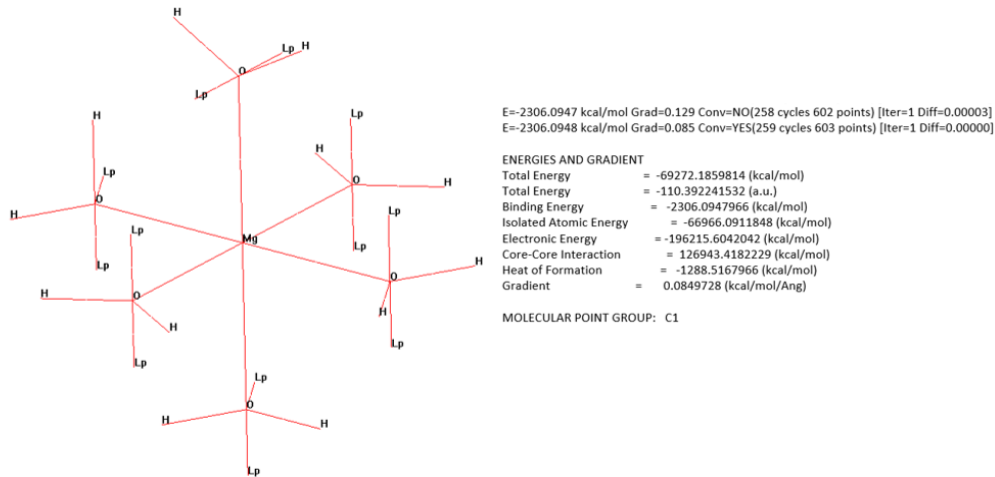 H
Lp H
O
Lp
H
Lp
H
Lp
O
H
O
H
Lp
Lp
Mg
Lp
Lp
H
O
H
O
H
H
Lp
Lp
Lp
O
H
H
Lp
E=-2306.0947 kcal/mol Grad=0.129 Conv=NO(258 cycles 602 points) [Iter=1 Diff=0.00003]
E=-2306.0948 kcal/mol Grad=0.085 Conv=YES(259 cycles 603 points) [Iter=1 Diff=0.00000]
ENERGIES AND GRADIENT
Total Energy = -69272.1859814 (kcal/mol)
Total Energy = -110.392241532 (a.u.)
Binding Energy = -2306.0947966 (kcal/mol)
Isolated Atomic Energy = -66966.0911848 (kcal/mol)
Electronic Energy =-196215.6042042 (kcal/mol)
Core-Core Interaction = 126943.4182229 (kcal/mol)
Heat of Formation = -1288.5167966 (kcal/mol)
Gradient = 0.0849728 (kcal/mol/Ang)
MOLECULAR POINT GROUP: C1